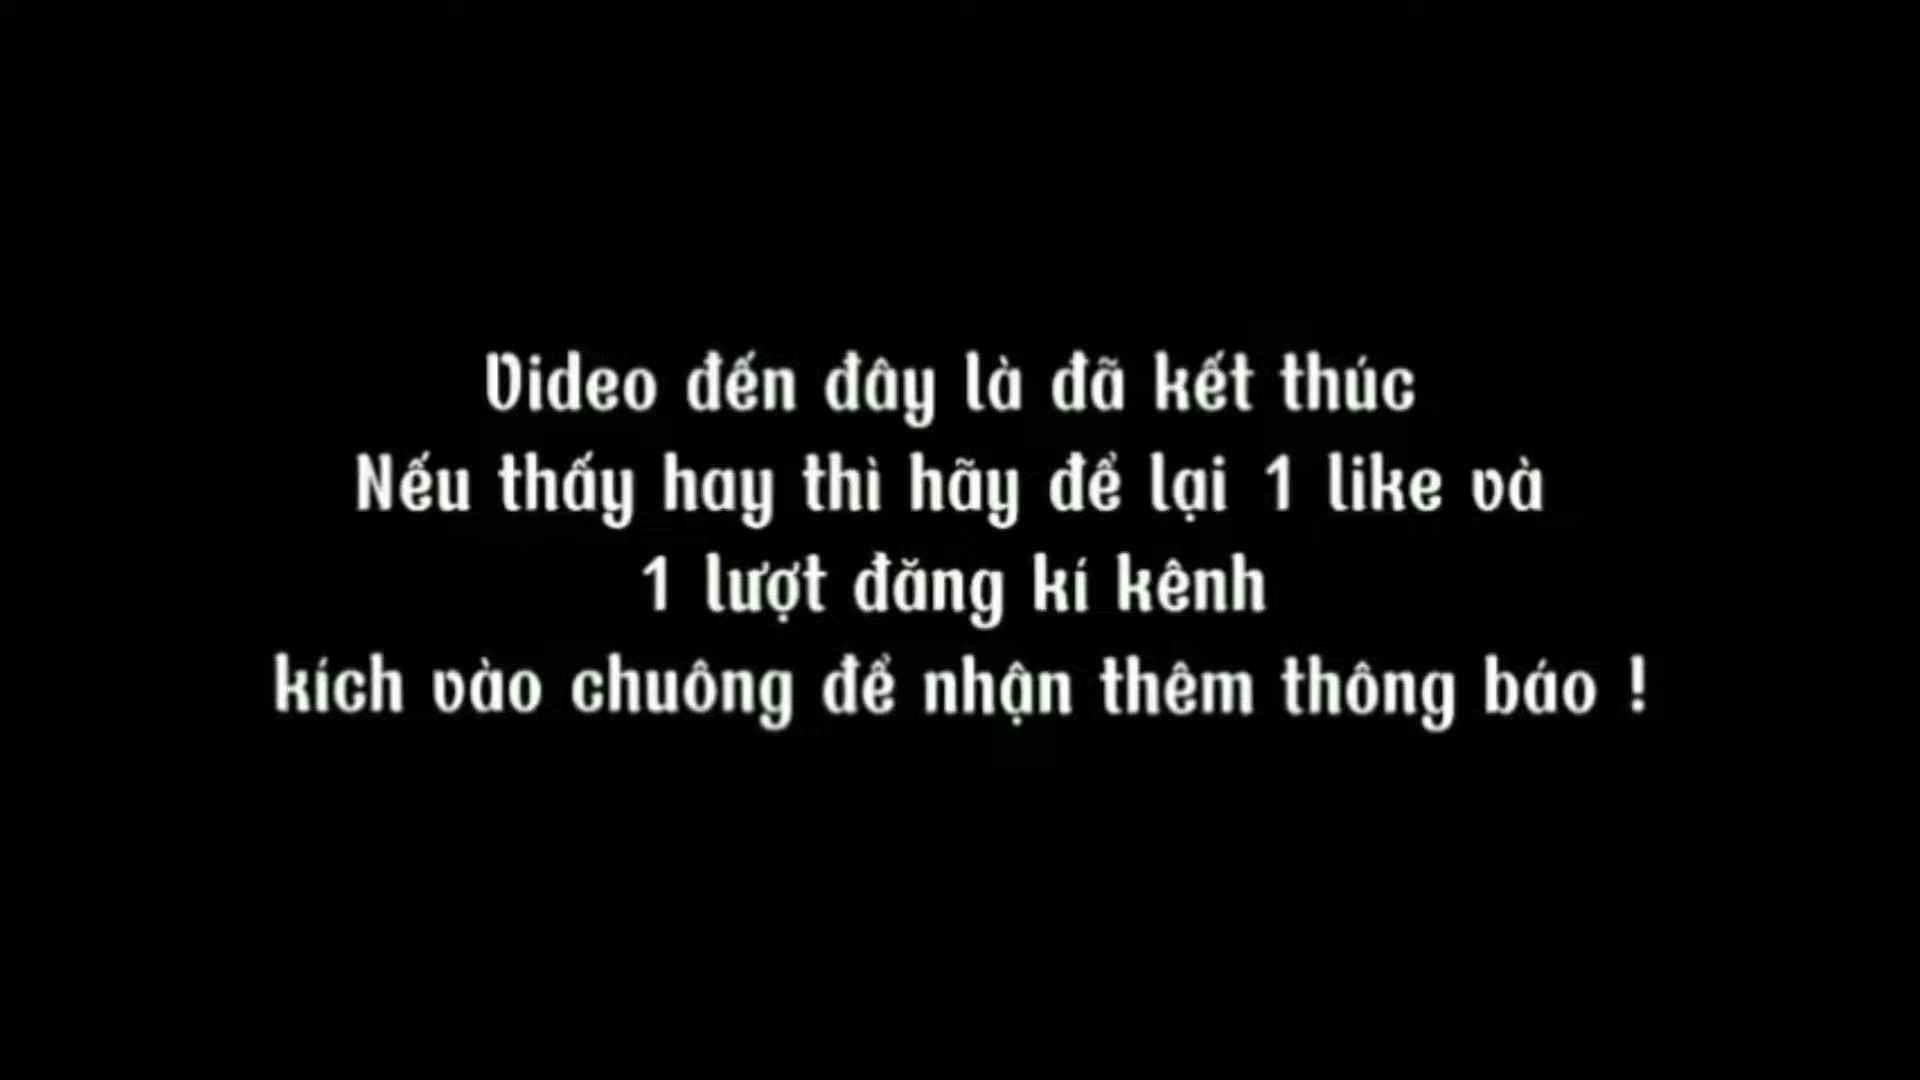 Video đến đây là đã kết thúc
Nếu thấy hay thì hãy để lại 1 like và
1 lượt đăng kí kênh
kích vào chuông để nhận thêm thông báo !